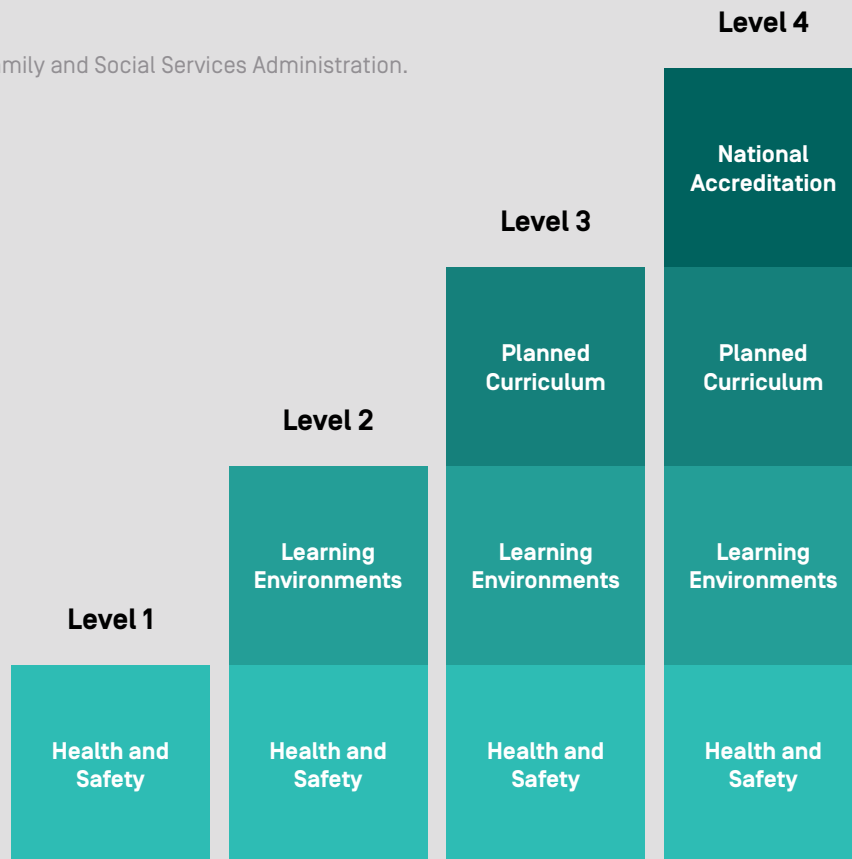 Level 4
Family and Social Services Administration.
National
Accreditation
Level 3
Planned
Curriculum
Planned
Curriculum
Level 2
Learning
Environments
Learning
Environments
Learning
Environments
Level 1
Health and
Safety
Health and
Safety
Health and
Safety
Health and
Safety